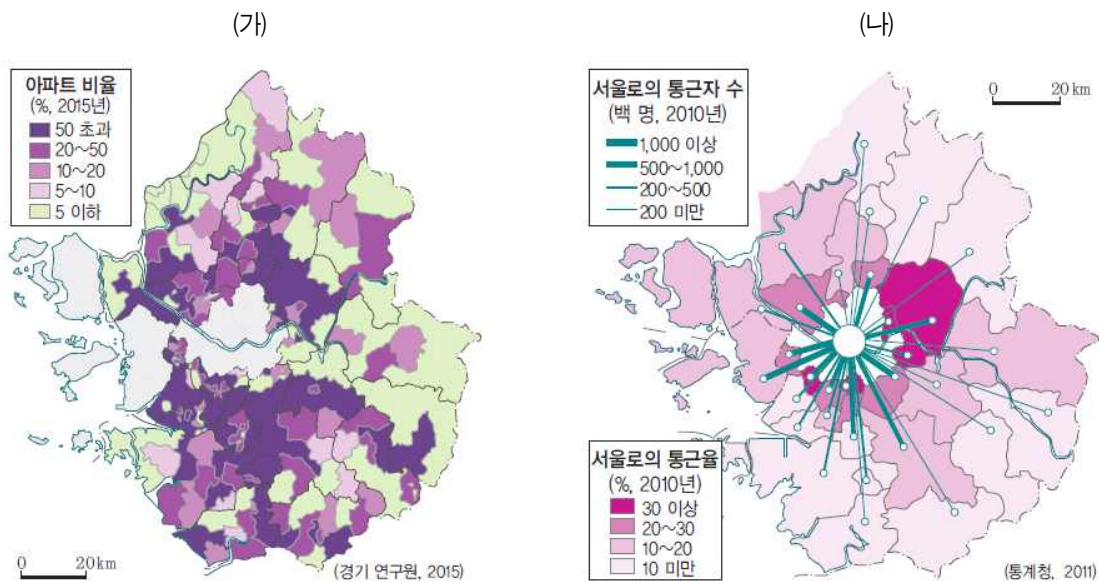 (가)
아파트 비율
(%, 2015년)
50 초과
20~50
10~20
5~10
5 이하
0 20km
(경기 연구원, 2015)
(나)
서울로의 통근자 수
(백 명, 2010년)
1,000 이상
500~1,000
200~500
200 미만
0 20km
서울로의 통근율
(%, 2010년)
30 이상
20~30
10~20
10 미만
(통계청, 2011)